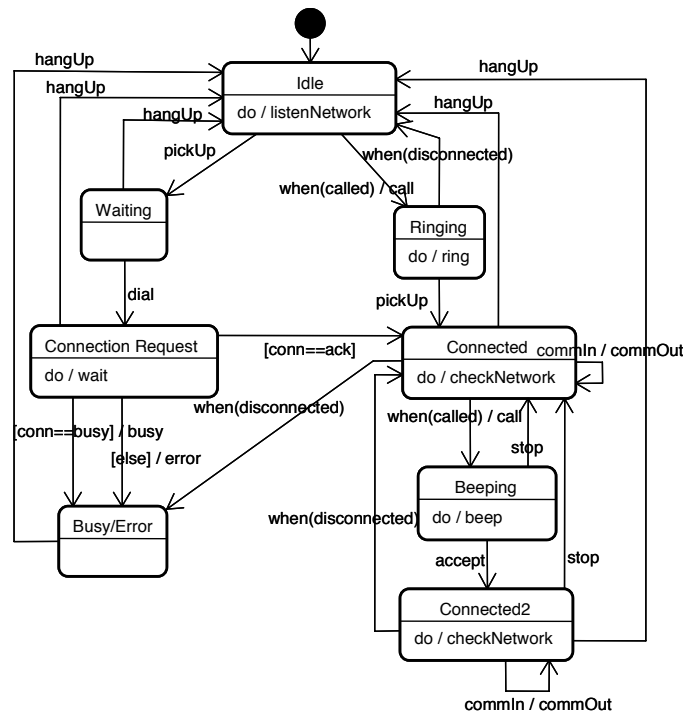 hangUp
hangUp
Idle
hangUp
do / listenNetwork
hangUp
hangUp
pickUp
when(disconnected)
when(called) / call
Waiting
Ringing
do / ring
dial
pickUp
Connection Request
do / wait
[conn==ack]
Connected
commIn / commOut
do / checkNetwork
when(disconnected)
when(called) / call
[conn==busy] / busy
[else] / error
stop
Beeping
do / beep
Busy/Error
when(disconnected)
accept
stop
Connected2
do / checkNetwork
commIn / commOut